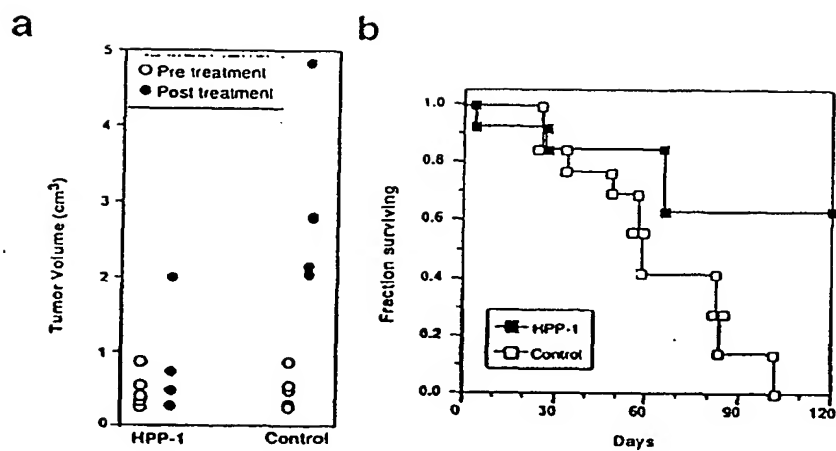 a
b
5
4
3
2
1
0
Tumor Volume (cm³)
Pre treatment
Post treatment
HPP-1
Control
1.0
0.8
0.6
0.4
0.2
0.0
Fraction surviving
HPP-1
Control
0
30
60
90
120
Days